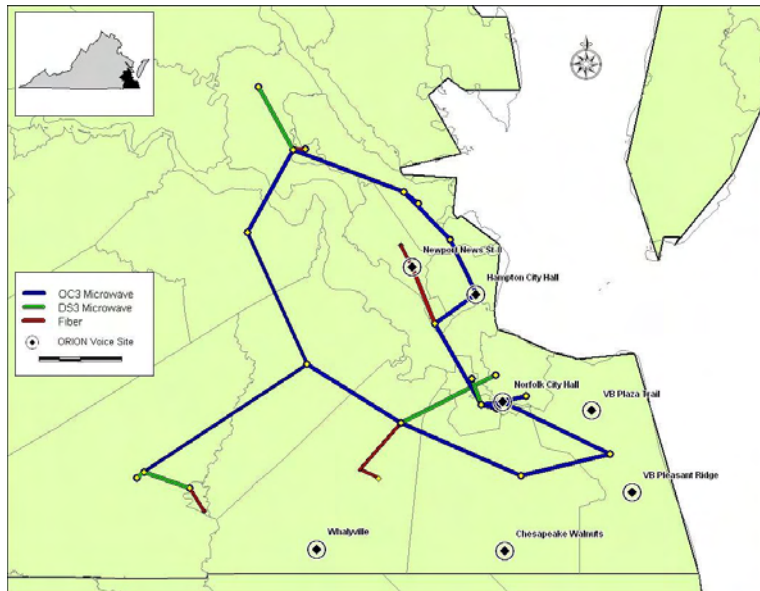 Newport News St-8
Hampton City Hall
OC3 Microwave
DS3 Microwave
Fiber
ORION Voice Site
Norfolk City Hall
VB Plaza Trail
VB Pleasant Ridge
Whalyville
Chesapeake Walnuts